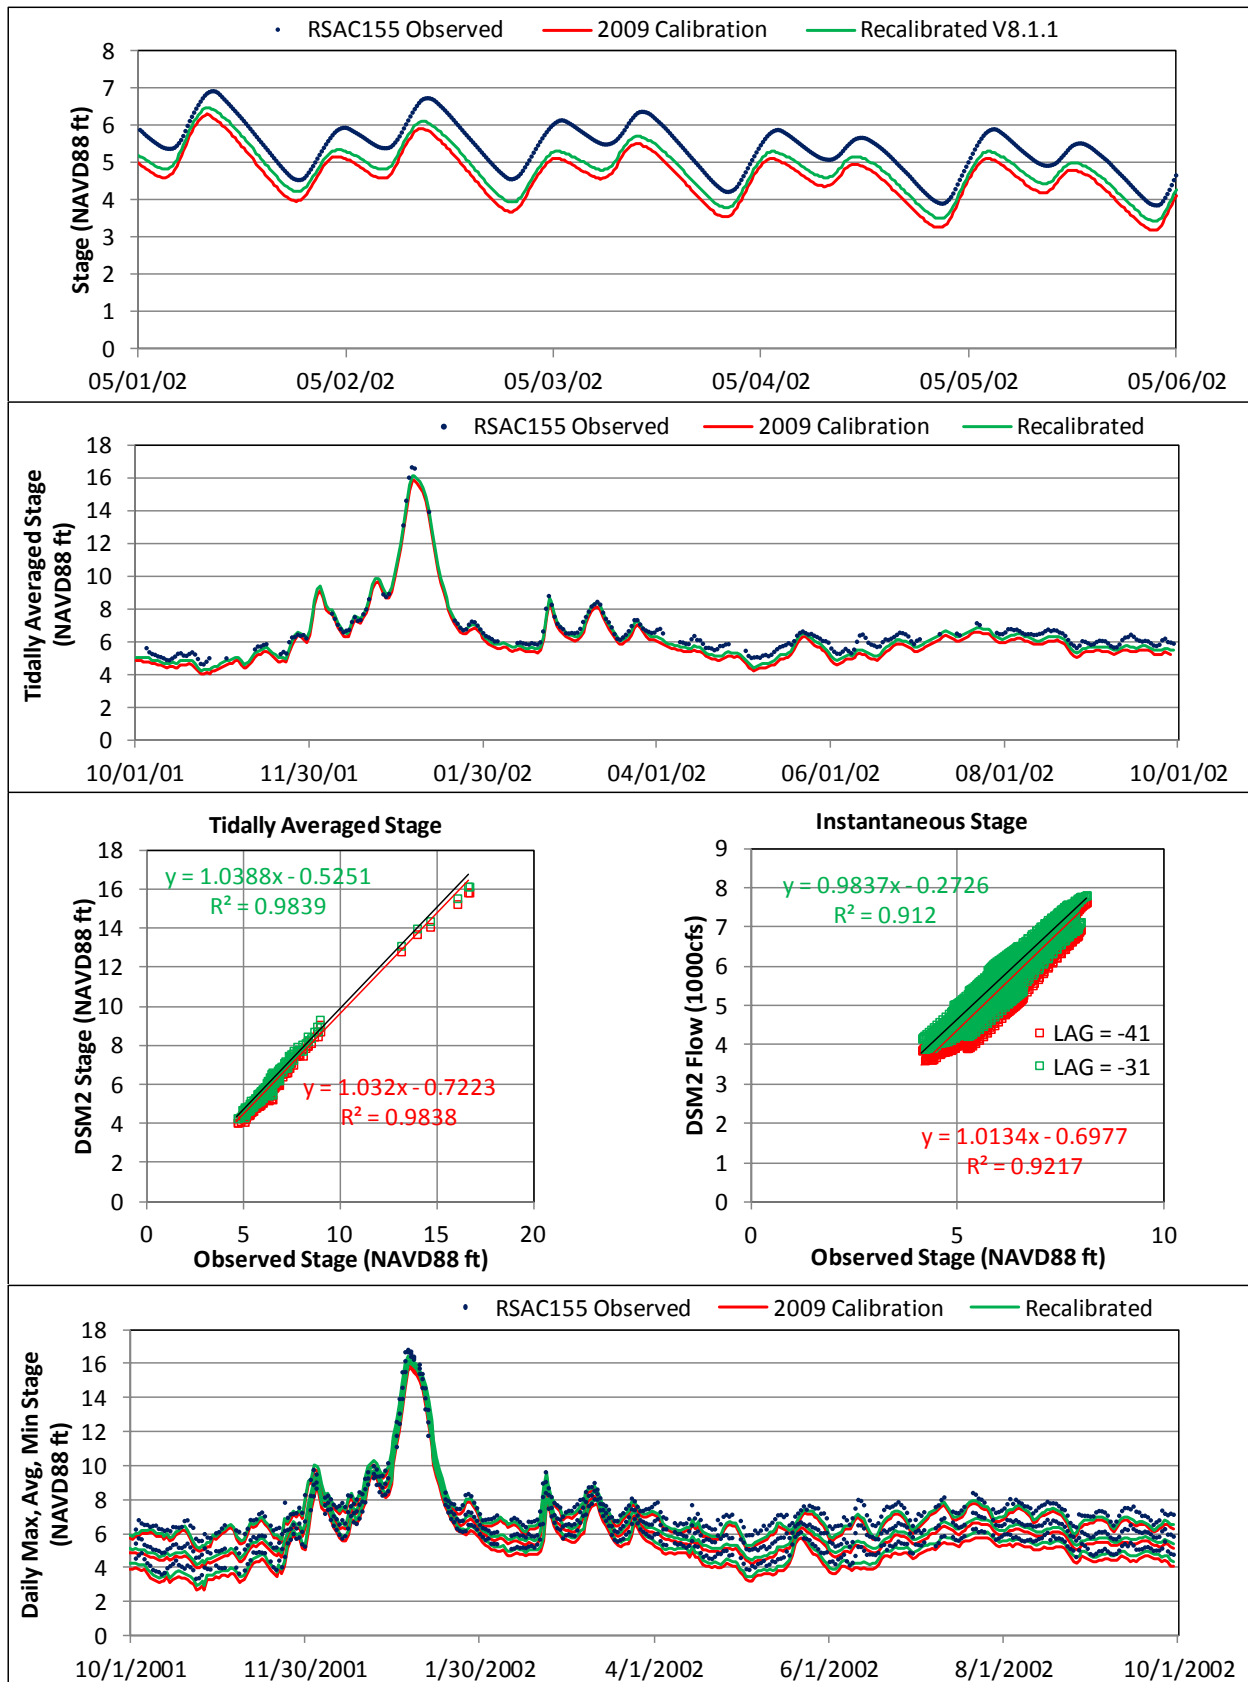 RSAC155 Observed 2009 Calibration Recalibrated V8.1.1
Stage (NAVD88 ft)
8
7
6
5
4
3
2
1
0
05/01/02 05/02/02 05/03/02 05/04/02 05/05/02 05/06/02
RSAC155 Observed 2009 Calibration Recalibrated
Tidally Averaged Stage
(NAVD88 ft)
18
16
14
12
10
8
6
4
2
0
10/01/01 11/30/01 01/30/02 04/01/02 06/01/02 08/01/02 10/01/02
Tidally Averaged Stage
DSM2 Stage (NAVD88 ft)
18
16
14
12
10
8
6
4
2
0
y = 1.0388x - 0.5251
R² = 0.9839
y = 1.032x - 0.7223
R² = 0.9838
0 5 10 15 20
Observed Stage (NAVD88 ft)
Instantaneous Stage
DSM2 Flow (1000cfs)
9
8
7
6
5
4
3
2
1
0
y = 0.9837x - 0.2726
R² = 0.912
LAG = -41
LAG = -31
y = 1.0134x - 0.6977
R² = 0.9217
0 5 10
Observed Stage (NAVD88 ft)
RSAC155 Observed 2009 Calibration Recalibrated
Daily Max, Avg, Min Stage
(NAVD88 ft)
18
16
14
12
10
8
6
4
2
0
10/1/2001 11/30/2001 1/30/2002 4/1/2002 6/1/2002 8/1/2002 10/1/2002